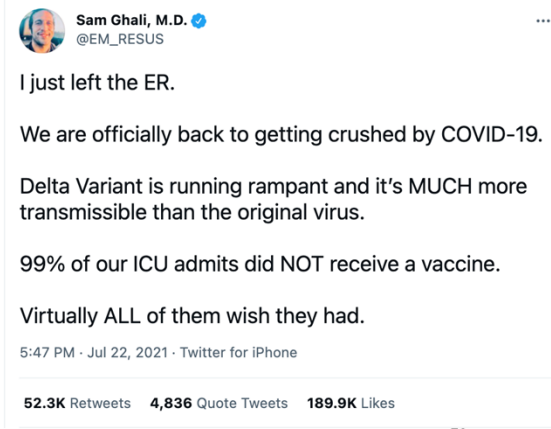 Sam Ghali, M.D.
@EM_RESUS
I just left the ER.
We are officially back to getting crushed by COVID-19.
Delta Variant is running rampant and it's MUCH more
transmissible than the original virus.
99% of our ICU admits did NOT receive a vaccine.
Virtually ALL of them wish they had.
5:47 PM · Jul 22, 2021 · Twitter for iPhone
52.3K Retweets 4,836 Quote Tweets 189.9K Likes